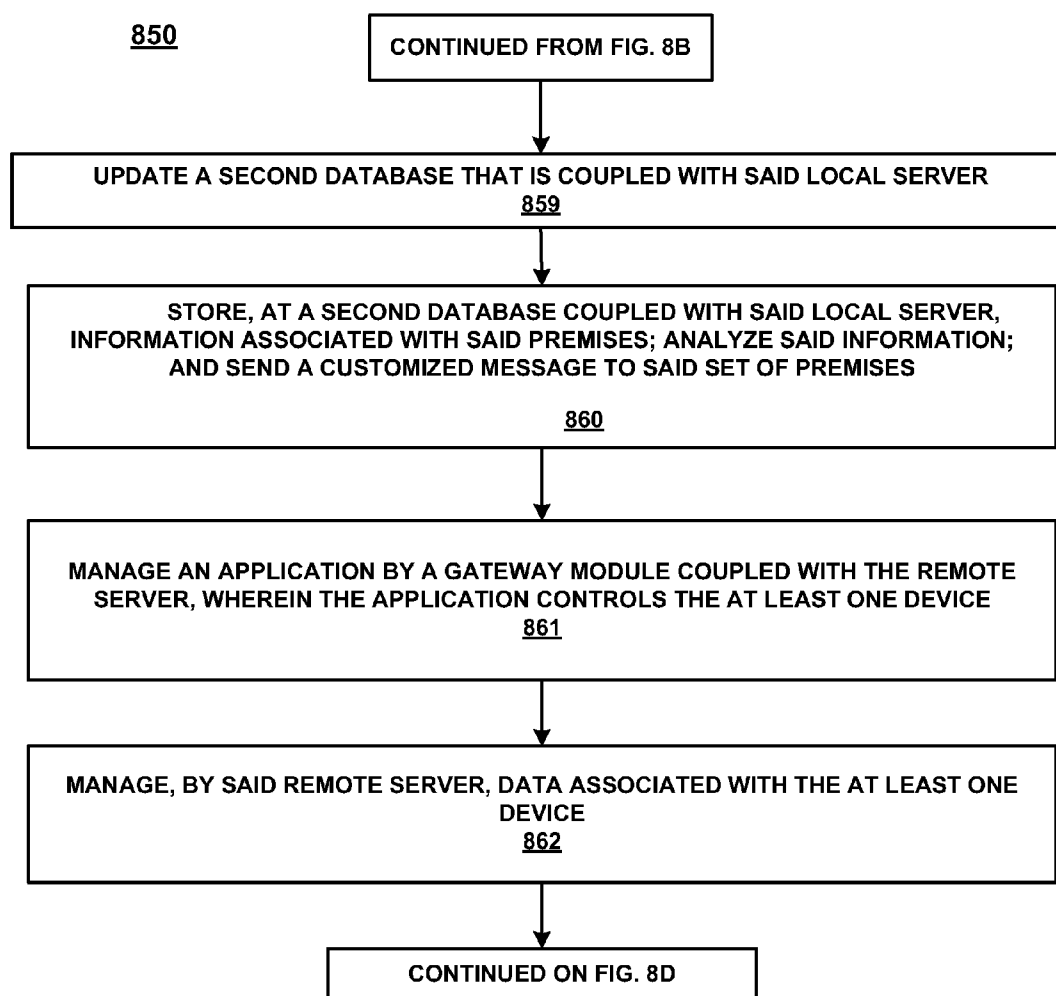 850
CONTINUED FROM FIG. 8B
UPDATE A SECOND DATABASE THAT IS COUPLED WITH SAID LOCAL SERVER
859
STORE, AT A SECOND DATABASE COUPLED WITH SAID LOCAL SERVER,
INFORMATION ASSOCIATED WITH SAID PREMISES; ANALYZE SAID INFORMATION;
AND SEND A CUSTOMIZED MESSAGE TO SAID SET OF PREMISES
860
MANAGE AN APPLICATION BY A GATEWAY MODULE COUPLED WITH THE REMOTE
SERVER, WHEREIN THE APPLICATION CONTROLS THE AT LEAST ONE DEVICE
861
MANAGE, BY SAID REMOTE SERVER, DATA ASSOCIATED WITH THE AT LEAST ONE
DEVICE
862
CONTINUED ON FIG. 8D